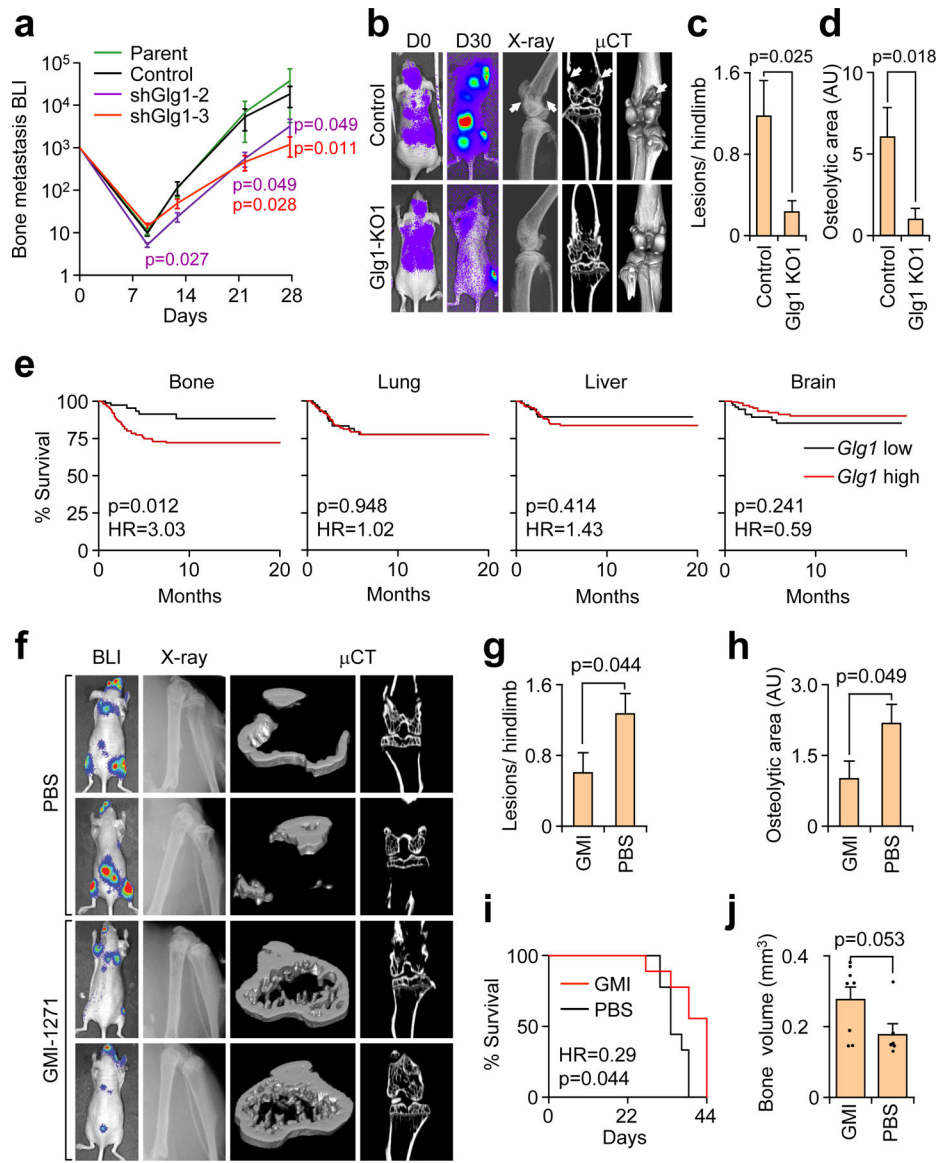 a
Parent
Control
shGlg1-2
shGlg1-3
Bone metastasis BLI
10⁵
10⁴
10³
10²
10
1
p=0.049
p=0.011
p=0.049
p=0.028
p=0.027
0 7 14 21 28
Days
b
D0 D30 X-ray μCT
Control
Glg1-KO1
c
p=0.025
Lesions/ hindlimb
1.6
0.8
0
Control
Glg1 KO1
d
p=0.018
Osteolytic area (AU)
10
5
0
Control
Glg1 KO1
e
% Survival
100
75
50
25
0
Bone
p=0.012
HR=3.03
0 10 20
Months
Lung
p=0.948
HR=1.02
0 10 20
Months
Liver
p=0.414
HR=1.43
0 10 20
Months
Brain
Glg1 low
Glg1 high
p=0.241
HR=0.59
0 10 20
Months
f
BLI X-ray μCT
PBS
GMI-1271
g
p=0.044
Lesions/ hindlimb
1.6
0.8
0
GMI
PBS
h
p=0.049
Osteolytic area (AU)
3.0
1.5
0
GMI
PBS
i
% Survival
100
50
0
GMI
PBS
HR=0.29
p=0.044
0 22 44
Days
j
p=0.053
Bone volume (mm³)
0.4
0.2
0
GMI
PBS